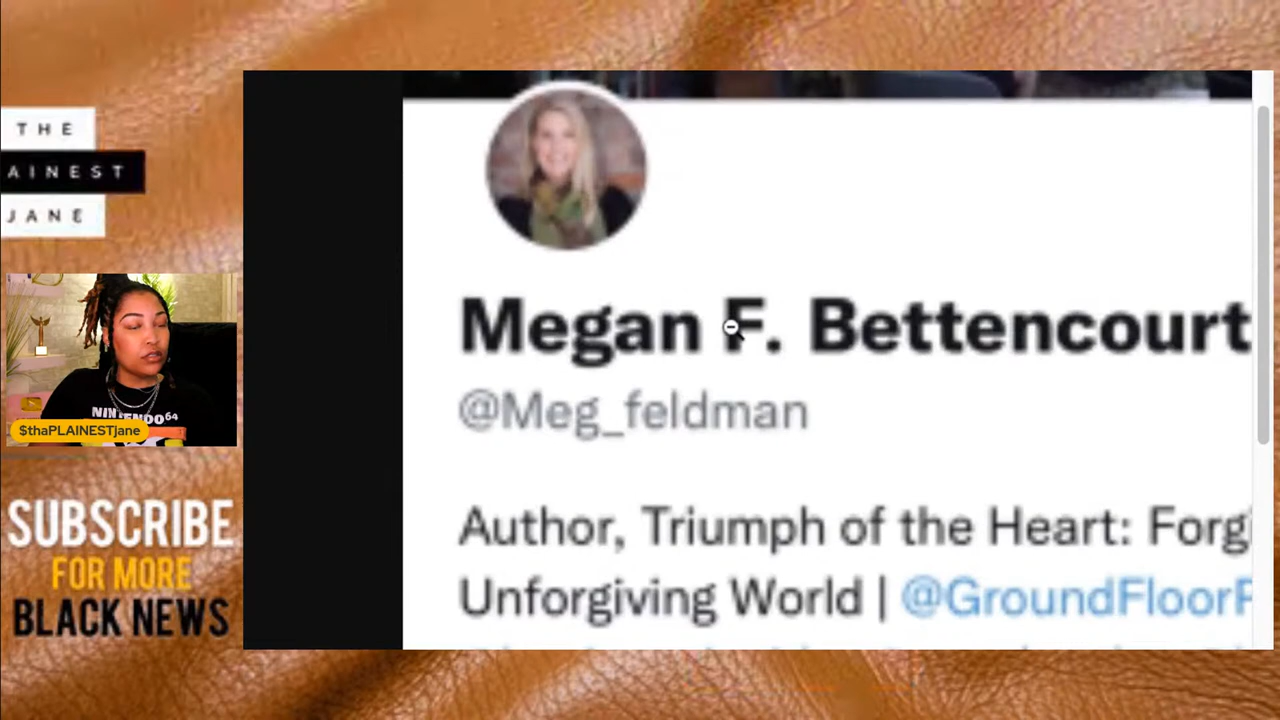 THE
AINEST
JANE
NINTENDO64
$thaPLAINESTjane
SUBSCRIBE
FOR MORE
BLACK NEWS
Megan F. Bettencourt
@Meg_feldman
Author, Triumph of the Heart: Forgi
Unforgiving World | @GroundFloorP